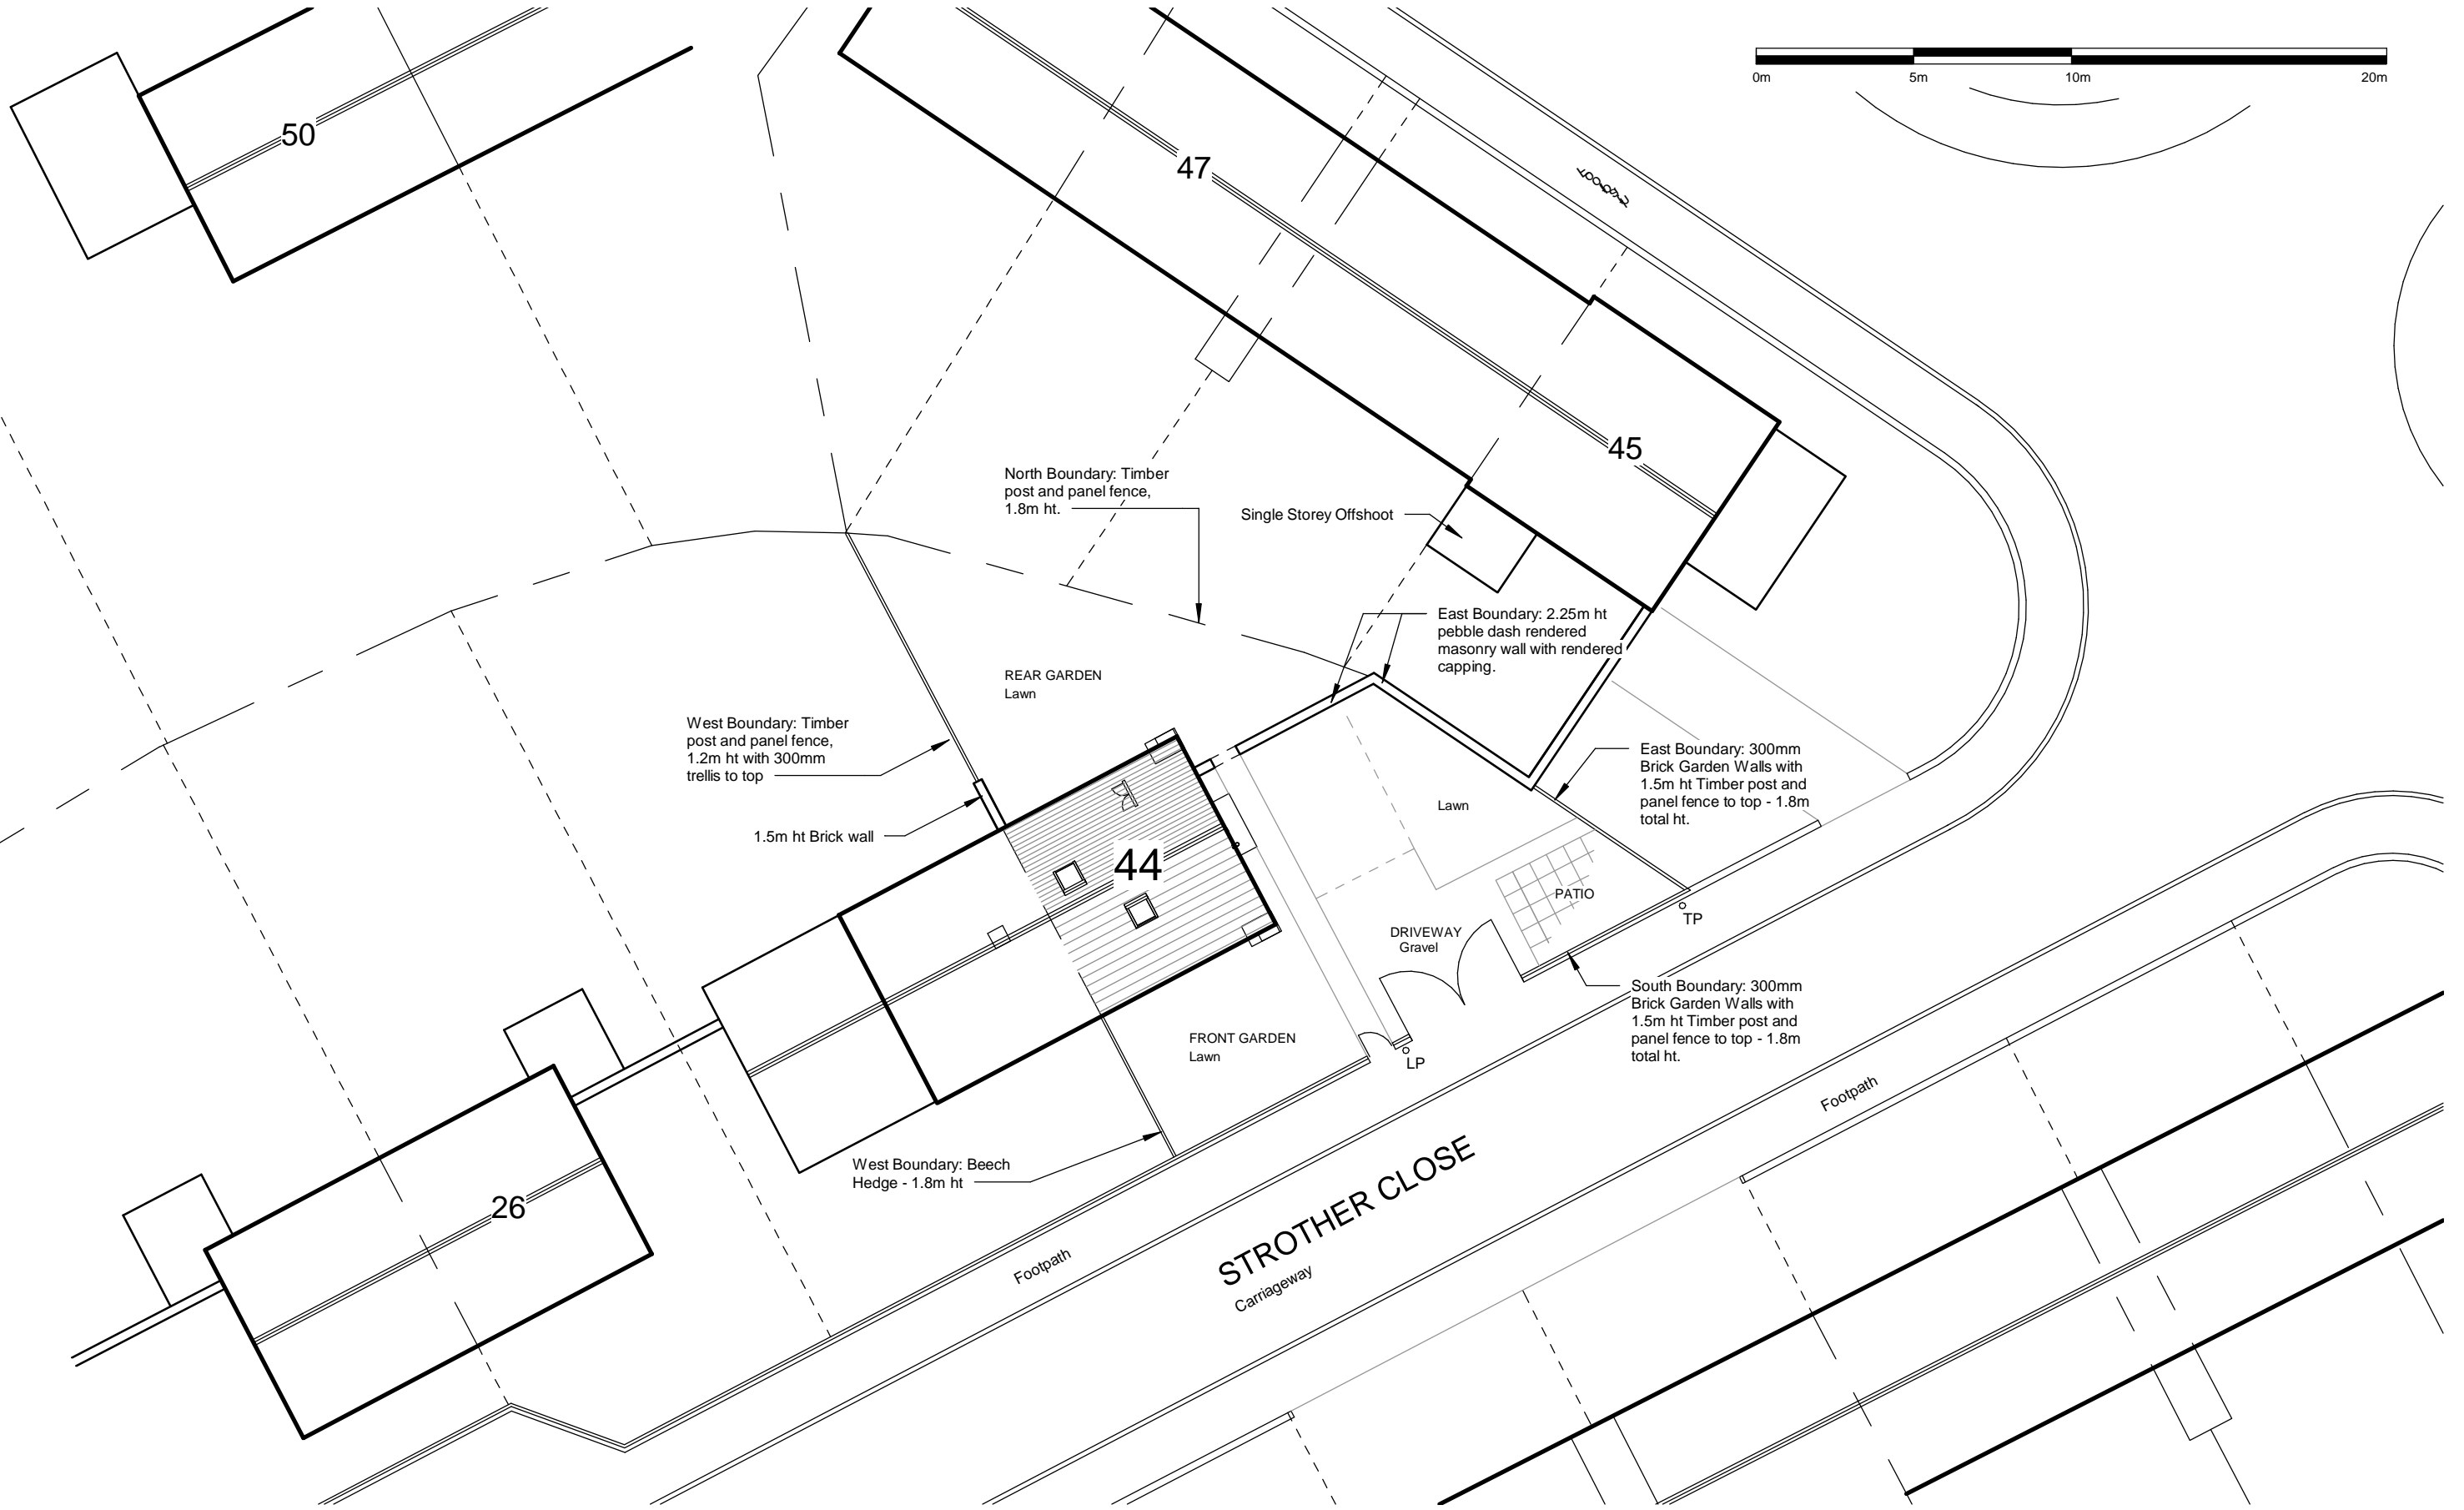 0m 5m 10m 20m
50
47
45
North Boundary: Timber
post and panel fence,
1.8m ht.
Single Storey Offshoot
East Boundary: 2.25m ht
pebble dash rendered
masonry wall with rendered
capping.
REAR GARDEN
Lawn
West Boundary: Timber
post and panel fence,
1.2m ht with 300mm
trellis to top
1.5m ht Brick wall
East Boundary: 300mm
Brick Garden Walls with
1.5m ht Timber post and
panel fence to top - 1.8m
total ht.
Lawn
44
PATIO
TP
DRIVEWAY
Gravel
South Boundary: 300mm
Brick Garden Walls with
1.5m ht Timber post and
panel fence to top - 1.8m
total ht.
FRONT GARDEN
Lawn
LP
Footpath
West Boundary: Beech
Hedge - 1.8m ht
26
STROTHER CLOSE
Carriageway
Footpath